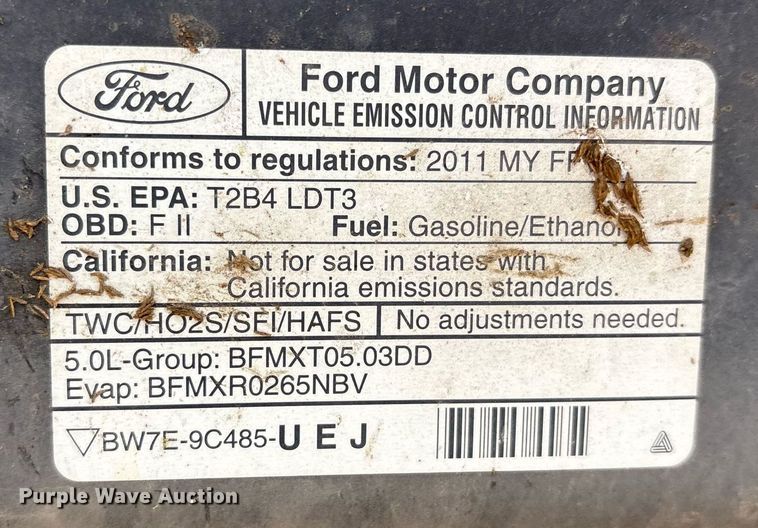 Ford
Ford Motor Company
VEHICLE EMISSION CONTROL INFORMATION
Conforms to regulations: 2011 MY
U.S. EPA: T2B4 LDT3
OBD: F II Fuel: Gasoline/Ethanol
California: Not for sale in states with
California emissions standards.
TWC/HO2S/SFI/HAFS No adjustments needed.
5.0L-Group: BFMXT05.03DD
Evap: BFMXR0265NBV
BW7E-9C485-UEJ
Purple Wave Auction